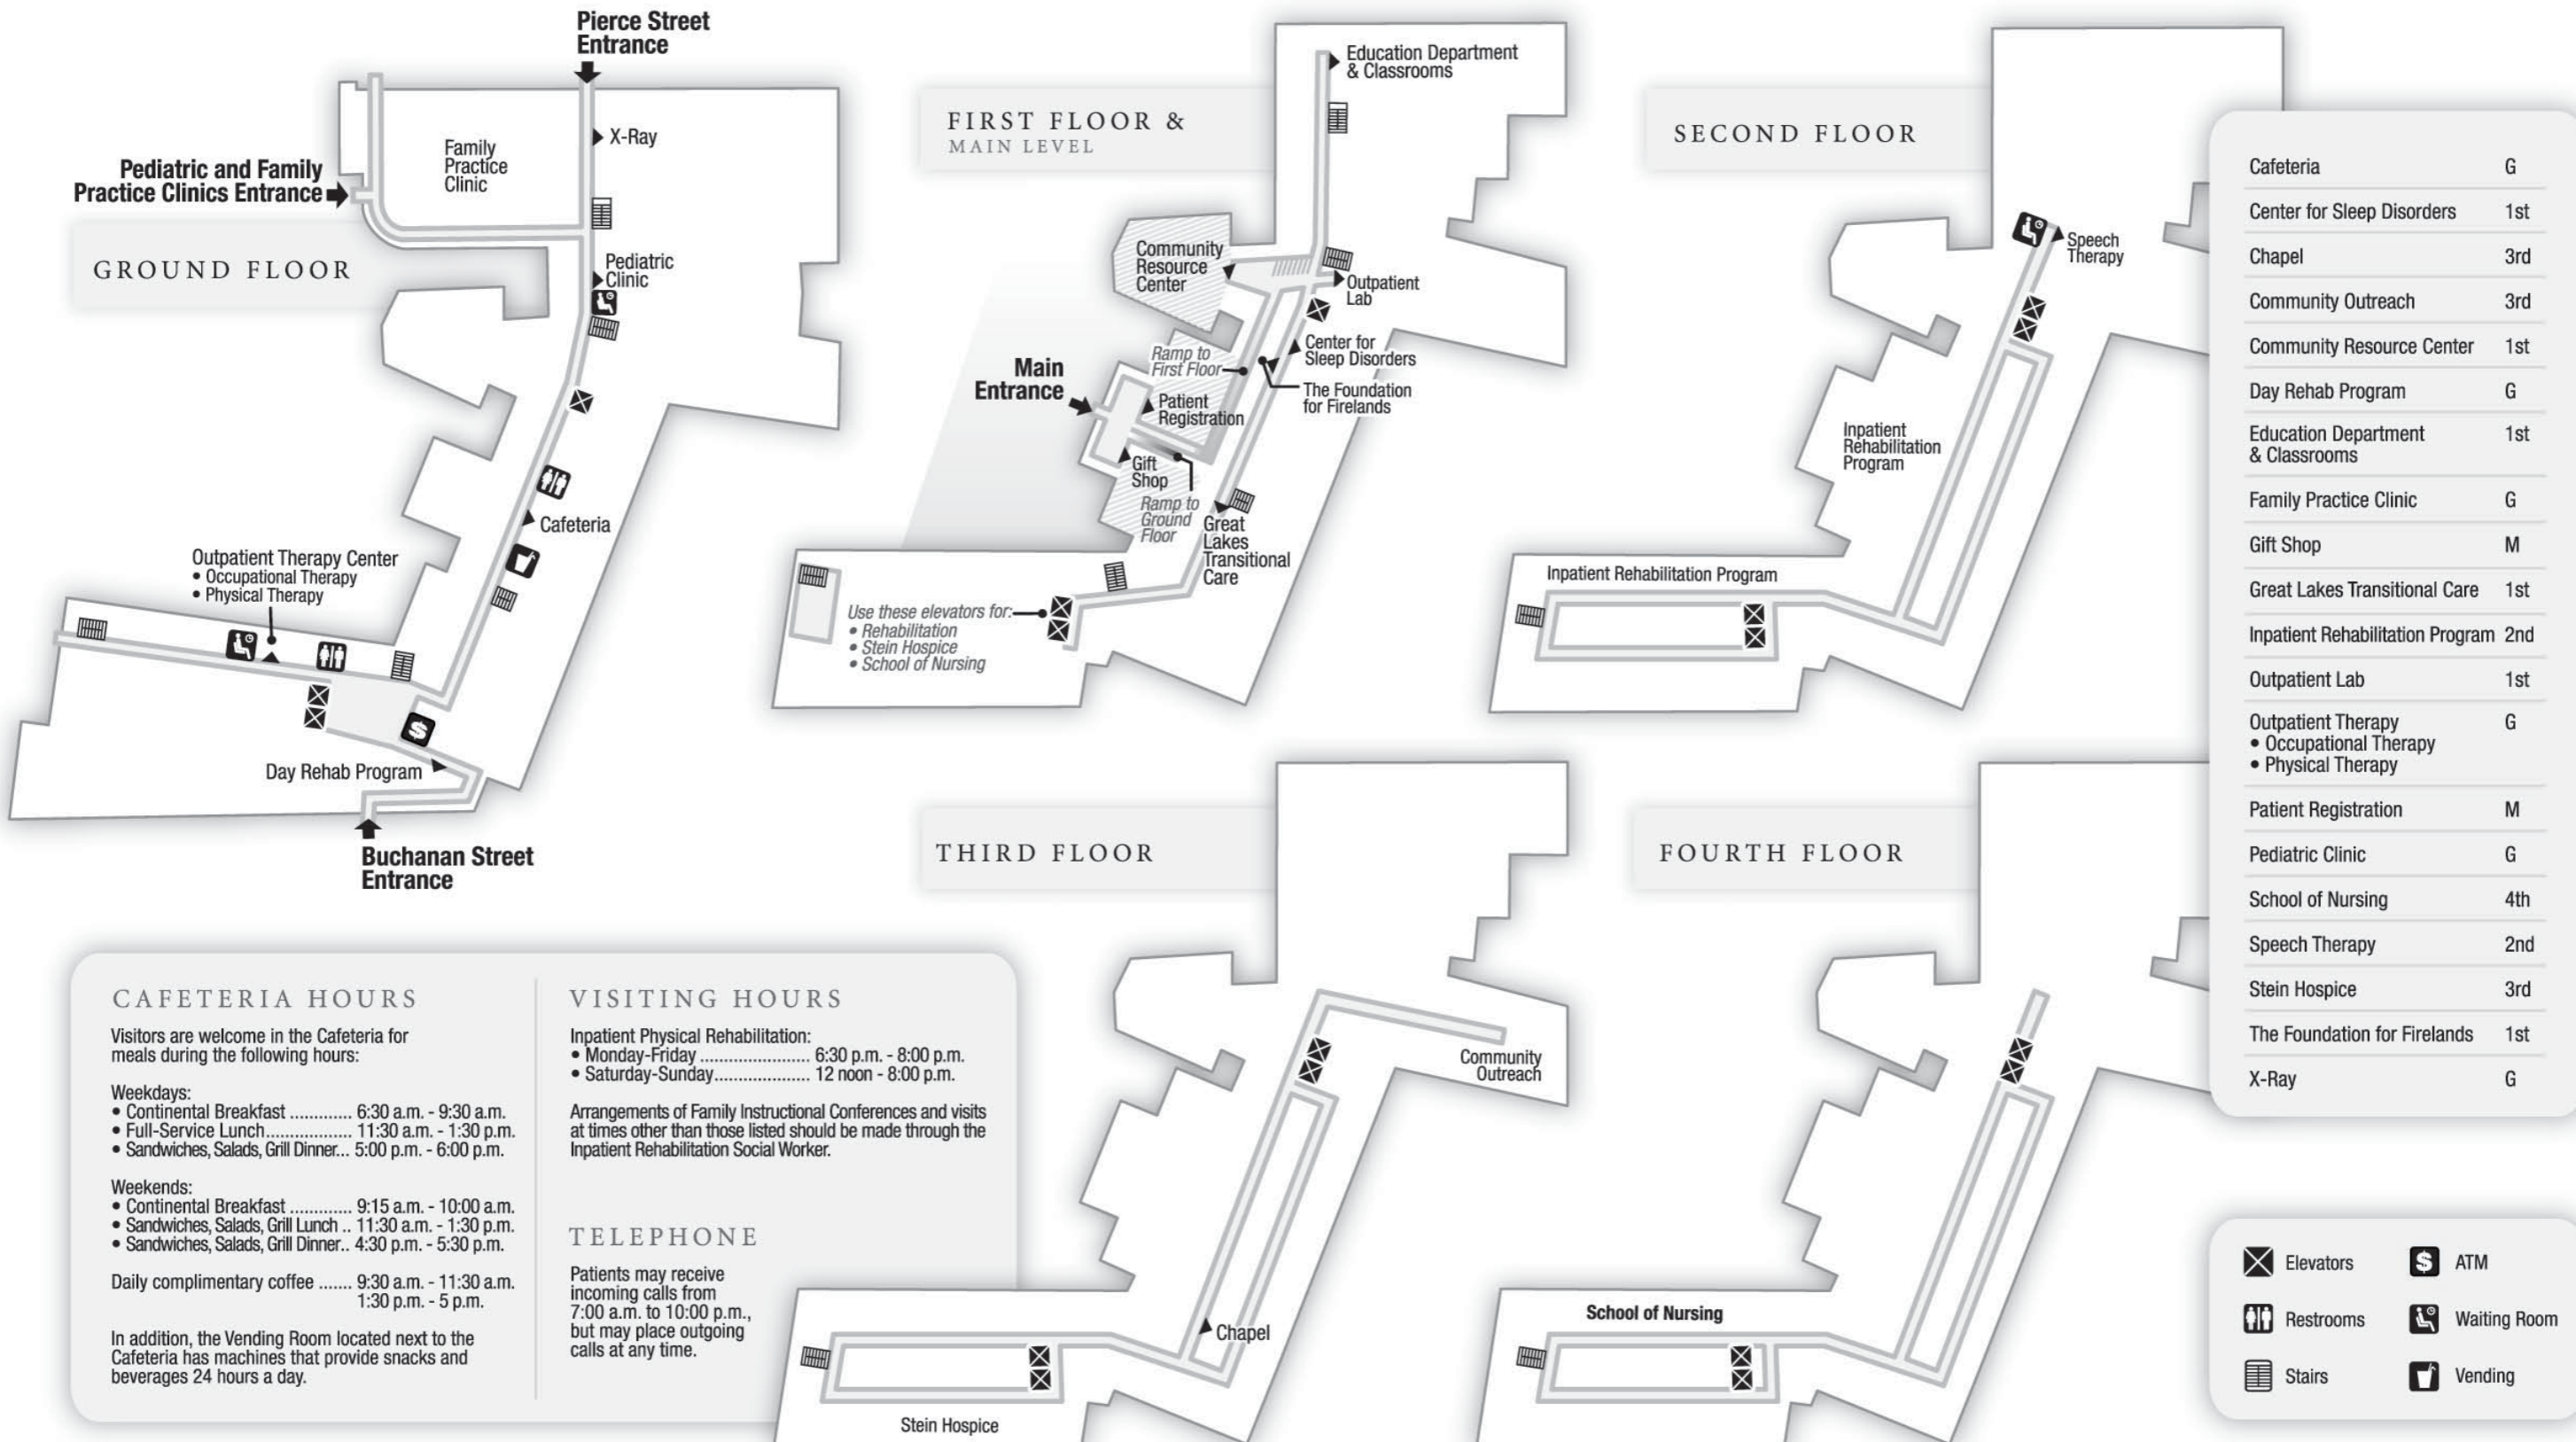 Pierce Street
Entrance
Family
Practice
Clinic
X-Ray
Pediatric and Family
Practice Clinics Entrance
GROUND FLOOR
Pediatric
Clinic
Cafeteria
Outpatient Therapy Center
• Occupational Therapy
• Physical Therapy
$
Day Rehab Program
Buchanan Street
Entrance
FIRST FLOOR &
MAIN LEVEL
Education Department
& Classrooms
Community
Resource
Center
Outpatient
Lab
Center for
Sleep Disorders
Ramp to
First Floor
The Foundation
for Firelands
Main
Entrance
Patient
Registration
Gift
Shop
Ramp to
Ground
Floor
Great
Lakes
Transitional
Care
Use these elevators for:
• Rehabilitation
• Stein Hospice
• School of Nursing
SECOND FLOOR
Speech
Therapy
Inpatient
Rehabilitation
Program
Inpatient Rehabilitation Program
THIRD FLOOR
Community
Outreach
Chapel
Stein Hospice
FOURTH FLOOR
School of Nursing
Cafeteria G
Center for Sleep Disorders 1st
Chapel 3rd
Community Outreach 3rd
Community Resource Center 1st
Day Rehab Program G
Education Department 1st
& Classrooms
Family Practice Clinic G
Gift Shop M
Great Lakes Transitional Care 1st
Inpatient Rehabilitation Program 2nd
Outpatient Lab 1st
Outpatient Therapy G
• Occupational Therapy
• Physical Therapy
Patient Registration M
Pediatric Clinic G
School of Nursing 4th
Speech Therapy 2nd
Stein Hospice 3rd
The Foundation for Firelands 1st
X-Ray G
CAFETERIA HOURS
Visitors are welcome in the Cafeteria for
meals during the following hours:
Weekdays:
• Continental Breakfast ............. 6:30 a.m. - 9:30 a.m.
• Full-Service Lunch.................. 11:30 a.m. - 1:30 p.m.
• Sandwiches, Salads, Grill Dinner... 5:00 p.m. - 6:00 p.m.
Weekends:
• Continental Breakfast ............. 9:15 a.m. - 10:00 a.m.
• Sandwiches, Salads, Grill Lunch .. 11:30 a.m. - 1:30 p.m.
• Sandwiches, Salads, Grill Dinner.. 4:30 p.m. - 5:30 p.m.
Daily complimentary coffee ....... 9:30 a.m. - 11:30 a.m.
1:30 p.m. - 5 p.m.
In addition, the Vending Room located next to the
Cafeteria has machines that provide snacks and
beverages 24 hours a day.
VISITING HOURS
Inpatient Physical Rehabilitation:
• Monday-Friday ....................... 6:30 p.m. - 8:00 p.m.
• Saturday-Sunday.................... 12 noon - 8:00 p.m.
Arrangements of Family Instructional Conferences and visits
at times other than those listed should be made through the
Inpatient Rehabilitation Social Worker.
TELEPHONE
Patients may receive
incoming calls from
7:00 a.m. to 10:00 p.m.,
but may place outgoing
calls at any time.
Elevators
$ ATM
Restrooms
Waiting Room
Stairs
Vending